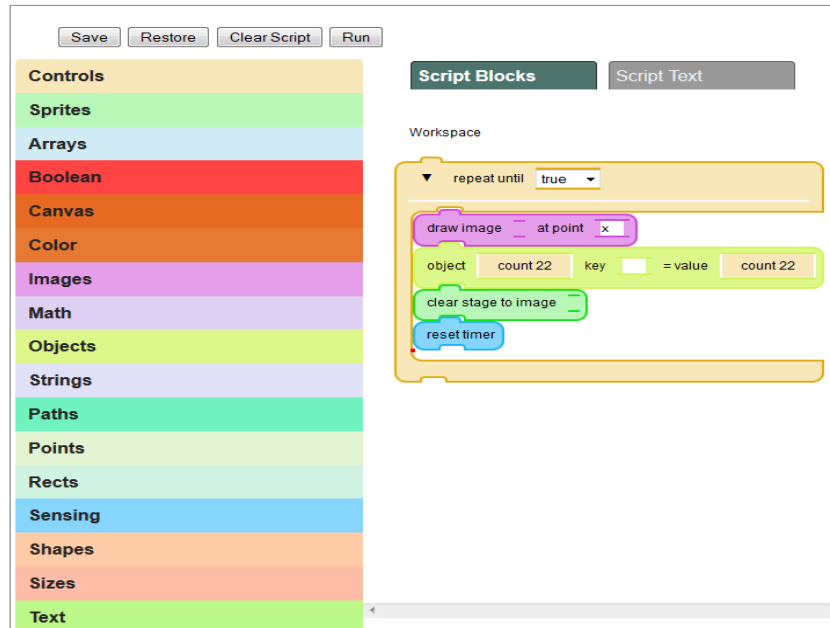 Save Restore Clear Script Run
Controls
Sprites
Arrays
Boolean
Canvas
Color
Images
Math
Objects
Strings
Paths
Points
Rects
Sensing
Shapes
Sizes
Text
Script Blocks Script Text
Workspace
repeat until true
draw image at point x
object count 22 key = value count 22
clear stage to image
reset timer